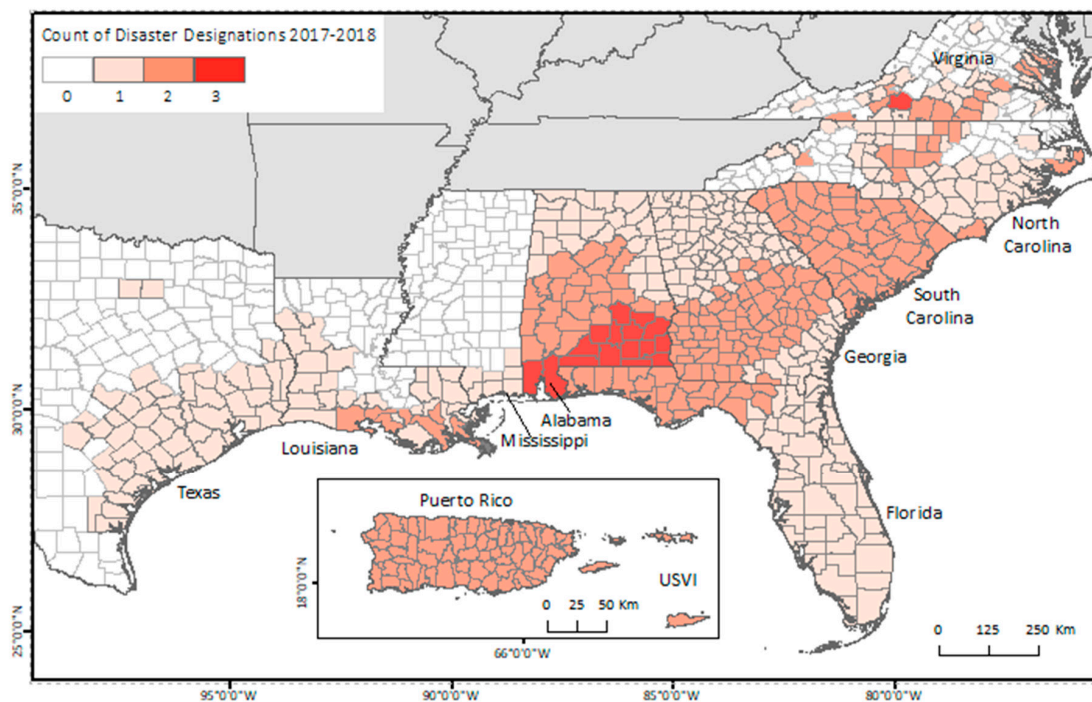 Count of Disaster Designations 2017-2018
0 1 2 3
Virginia
35°0'0"N
North
Carolina
South
Carolina
Georgia
30°0'0"N
Alabama
Mississippi
Louisiana
Texas
Puerto Rico
Florida
18°0'0"N
USVI
0 25 50 Km
0 125 250 Km
25°0'0"N
66°0'0"W
95°0'0"W 90°0'0"W 85°0'0"W 80°0'0"W